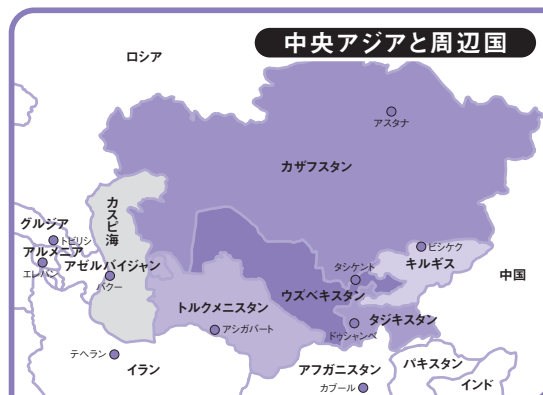 中央アジアと周辺国
ロシア
アスタナ
カザフスタン
カスピ海
グルジア
トビリシ
アルメニア
エレバン
アゼルバイジャン
バクー
ビシケク
キルギス
タシケント
中国
ウズベキスタン
トルクメニスタン
アシガバート
タジキスタン
ドゥシャンベ
テヘラン
イラン
アフガニスタン
カブール
パキスタン
インド